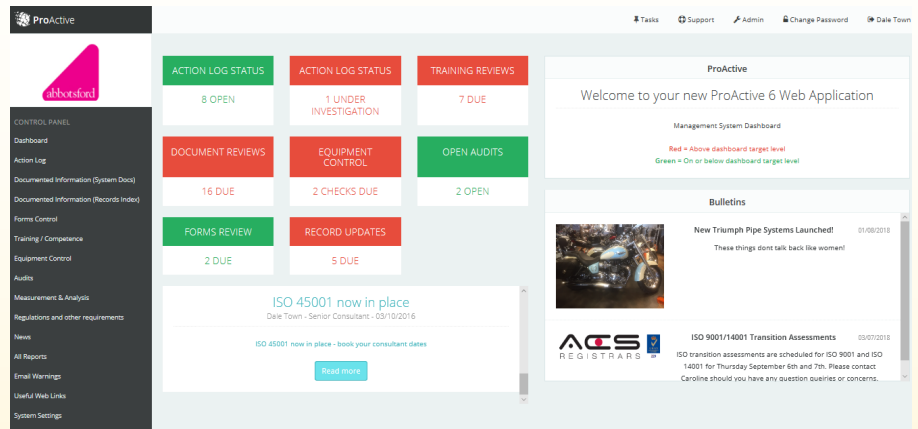 ProActive
Tasks
Support
Admin
Change Password
Dale Town
abbotsford
CONTROL PANEL
Dashboard
Action Log
Documented Information (System Docs)
Documented Information (Records Index)
Forms Control
Training / Competence
Equipment Control
Audits
Measurement & Analysis
Regulations and other requirements
News
All Reports
Email Warnings
Useful Web Links
System Settings
ACTION LOG STATUS
8 OPEN
ACTION LOG STATUS
1 UNDER
INVESTIGATION
TRAINING REVIEWS
7 DUE
DOCUMENT REVIEWS
16 DUE
EQUIPMENT
CONTROL
2 CHECKS DUE
OPEN AUDITS
2 OPEN
FORMS REVIEW
2 DUE
RECORD UPDATES
5 DUE
ISO 45001 now in place
Dale Town - Senior Consultant - 03/10/2016
ISO 45001 now in place - book your consultant dates
Read more
ProActive
Welcome to your new ProActive 6 Web Application
Management System Dashboard
Red = Above dashboard target level
Green = On or below dashboard target level
Bulletins
New Triumph Pipe Systems Launched!
01/08/2018
These things dont talk back like women!
ACS
REGISTRARS
ISO 9001/14001 Transition Assessments
03/07/2018
ISO transition assessments are scheduled for ISO 9001 and ISO
14001 for Thursday September 6th and 7th. Please contact
Caroline should you have any question queiries or concerns.